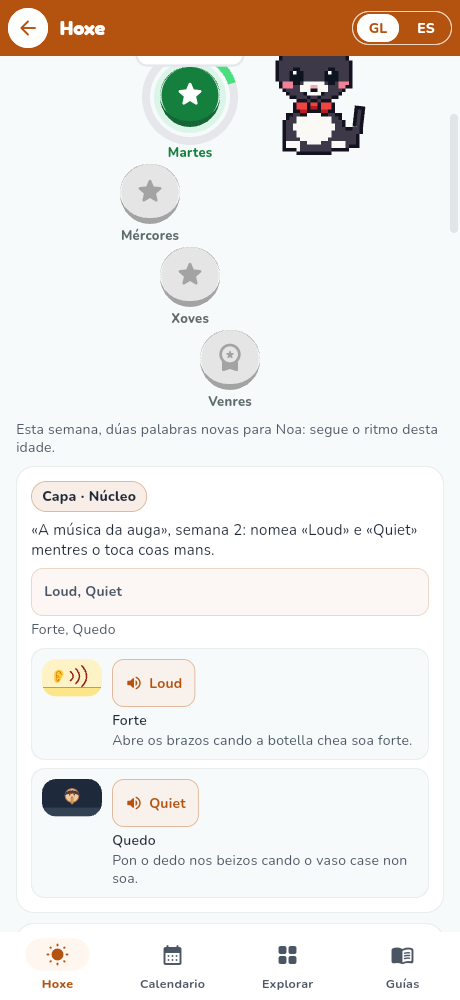 Hoxe
GL
ES
Martes
Mércores
Xoves
Venres
Esta semana, dúas palabras novas para Noa: segue o ritmo desta
idade.
Capa · Núcleo
«A música da auga», semana 2: nomea «Loud» e «Quiet»
mentres o toca coas mans.
Loud, Quiet
Forte, Quedo
Loud
Forte
Abre os brazos cando a botella chea soa forte.
Quiet
Quedo
Pon o dedo nos beizos cando o vaso case non
soa.
Hoxe
Calendario
Explorar
Guías